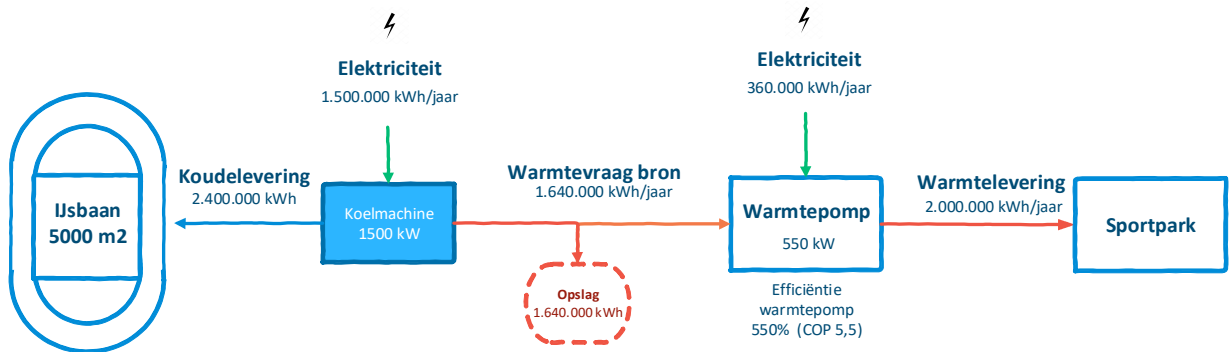 IJsbaan
5000 m2
Koudelevering
2.400.000 kWh
Elektriciteit
1.500.000 kWh/jaar
Koelmachine
1500 kW
Warmtevraag bron
1.640.000 kWh/jaar
Opslag
1.640.000 kWh
Elektriciteit
360.000 kWh/jaar
Warmtepomp
550 kW
Efficiëntie
warmtepomp
550% (COP 5,5)
Warmtelevering
2.000.000 kWh/jaar
Sportpark